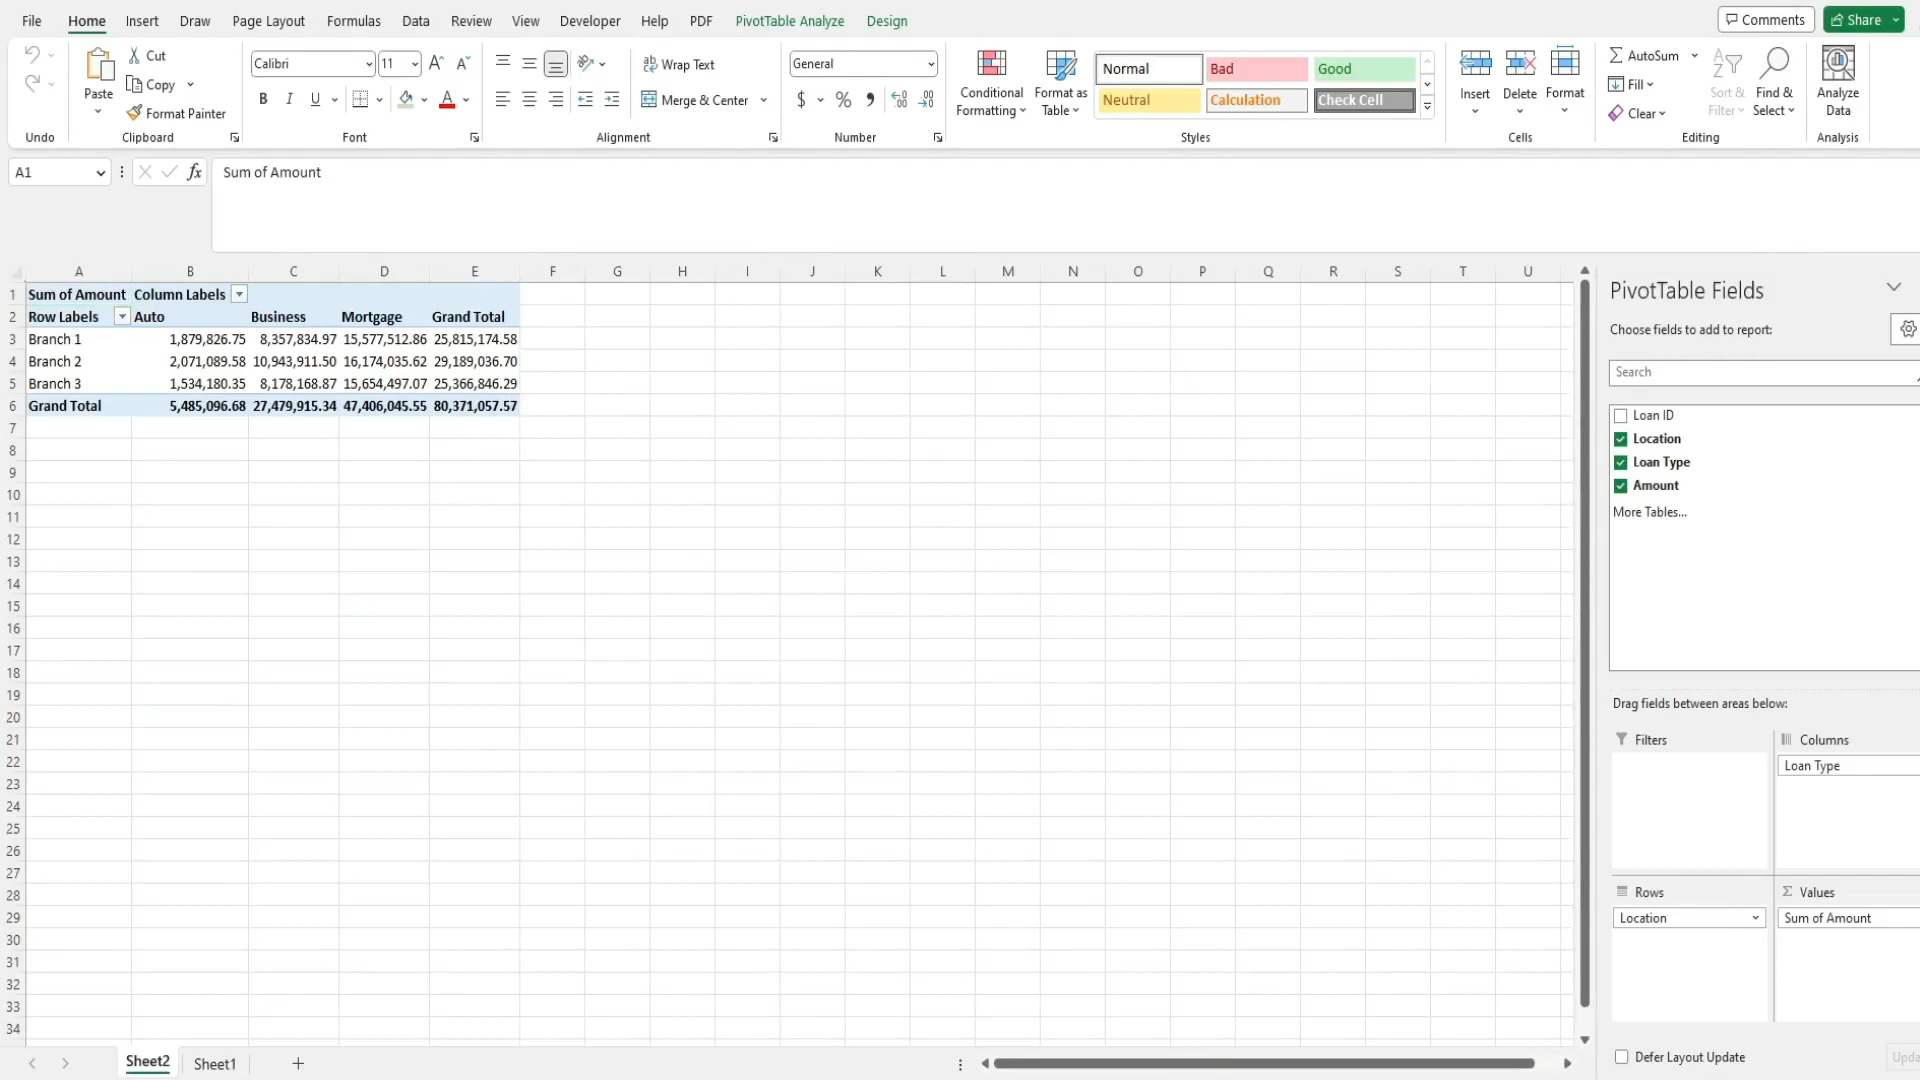 File Home Insert Draw Page Layout Formulas Data Review View Developer Help PDF PivotTable Analyze Design Comments Share
Cut
Copy
Format Painter
Paste
Undo
Clipboard
Calibri 11
B I U
Font
Wrap Text
Merge & Center
Alignment
General
$ % 9
Number
Conditional Formatting
Format as Table
Normal Bad Good
Neutral Calculation Check Cell
Styles
Insert Delete Format
Cells
AutoSum
Fill
Clear
Sort & Filter
Find & Select
Editing
Analyze Data
Analysis
A1 fx Sum of Amount
A B C D E F G H I J K L M N O P Q R S T U
1 Sum of Amount Column Labels
2 Row Labels Auto Business Mortgage Grand Total
3 Branch 1 1,879,826.75 8,357,834.97 15,577,512.86 25,815,174.58
4 Branch 2 2,071,089.58 10,943,911.50 16,174,035.62 29,189,036.70
5 Branch 3 1,534,180.35 8,178,168.87 15,654,497.07 25,366,846.29
6 Grand Total 5,485,096.68 27,479,915.34 47,406,045.55 80,371,057.57
7
8
9
10
11
12
13
14
15
16
17
18
19
20
21
22
23
24
25
26
27
28
29
30
31
32
33
34
PivotTable Fields
Choose fields to add to report:
Search
Loan ID
Location
Loan Type
Amount
More Tables...
Drag fields between areas below:
Filters
Columns
Loan Type
Rows
Location
Values
Sum of Amount
Defer Layout Update
Upda
Sheet2 Sheet1